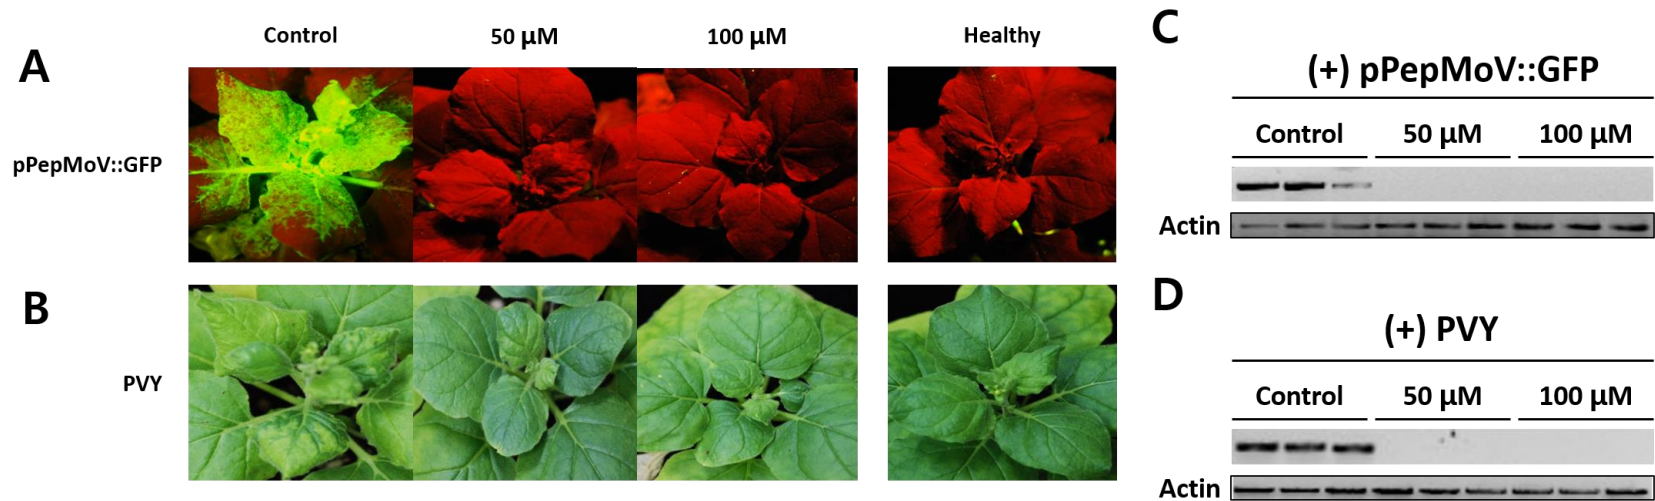 Control 50 μM 100 μM Healthy
A
pPepMoV::GFP
B
PVY
C
(+) pPepMoV::GFP
Control 50 μM 100 μM
Actin
D
(+) PVY
Control 50 μM 100 μM
Actin